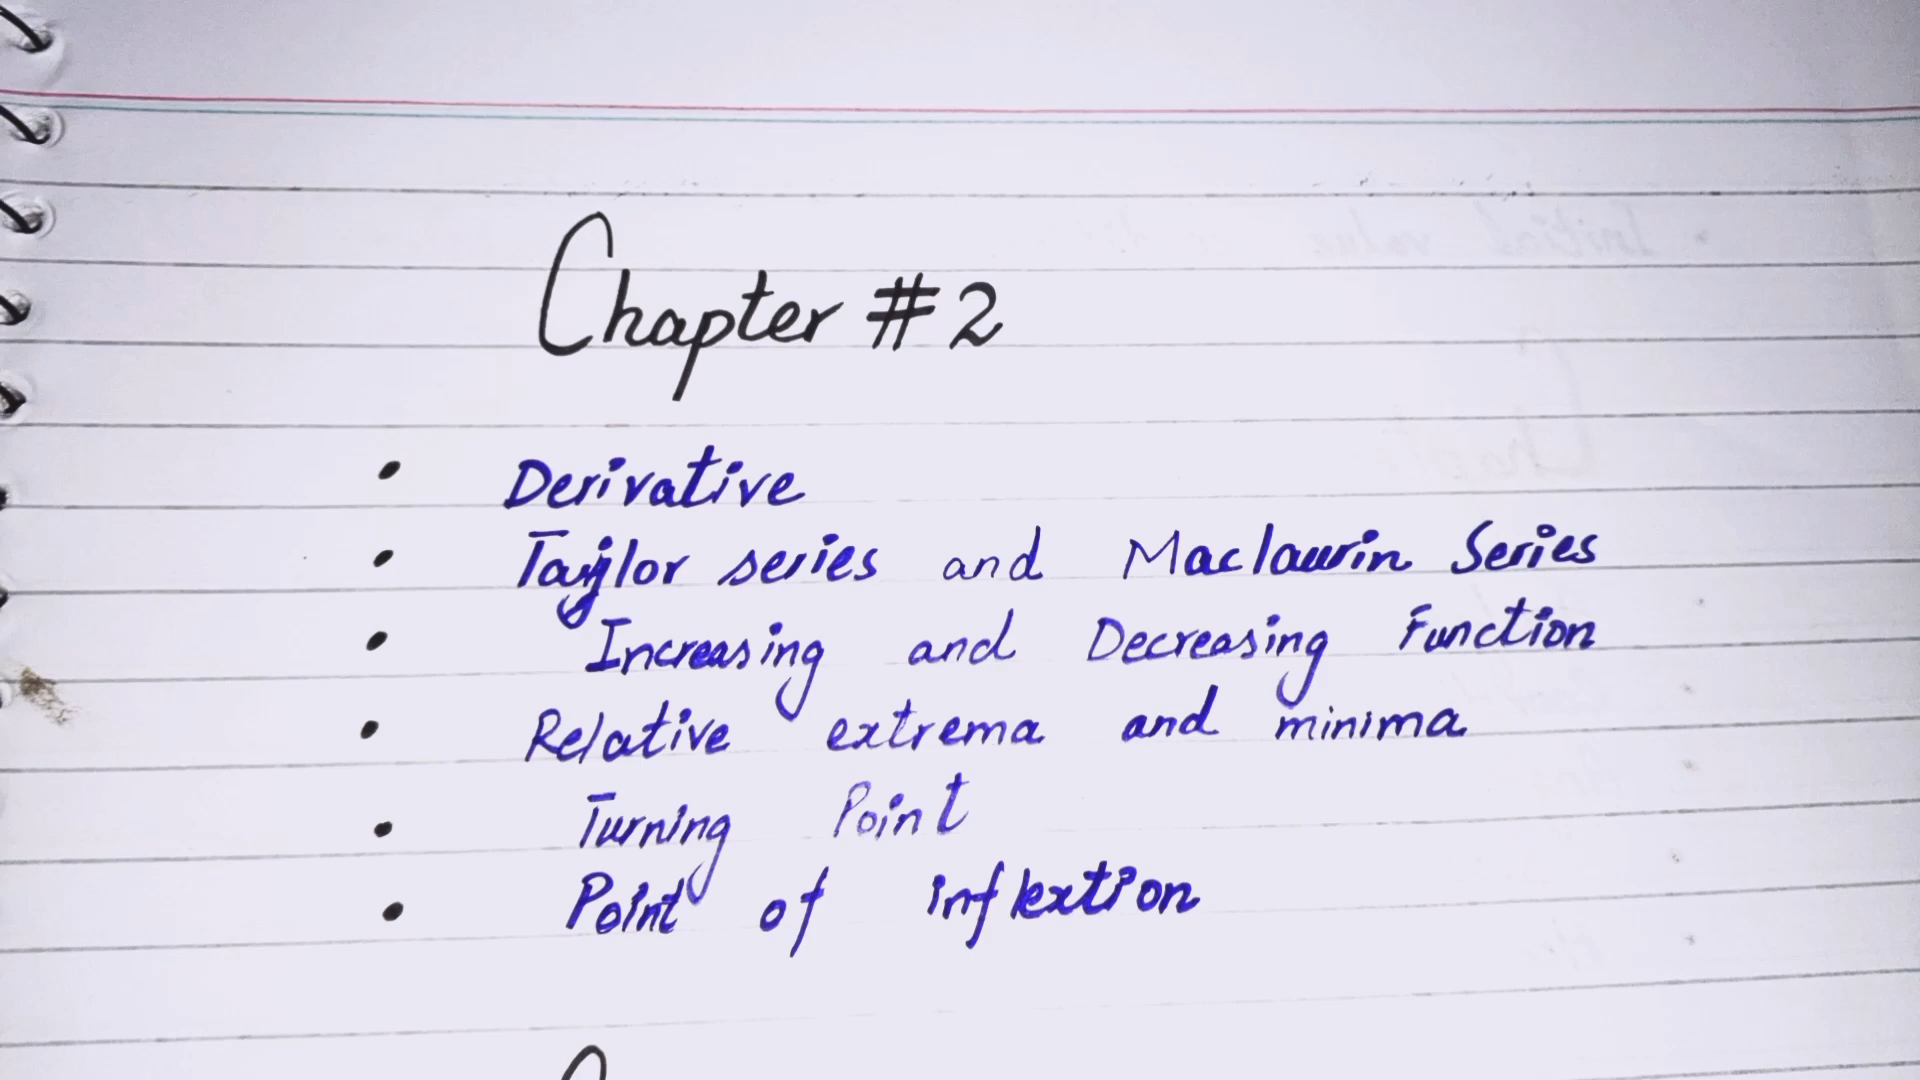 Chapter #2
• Derivative
• Taylor series and Maclaurin Series
• Increasing and Decreasing Function
• Relative extrema and minima
• Turning Point
• Point of inflextion